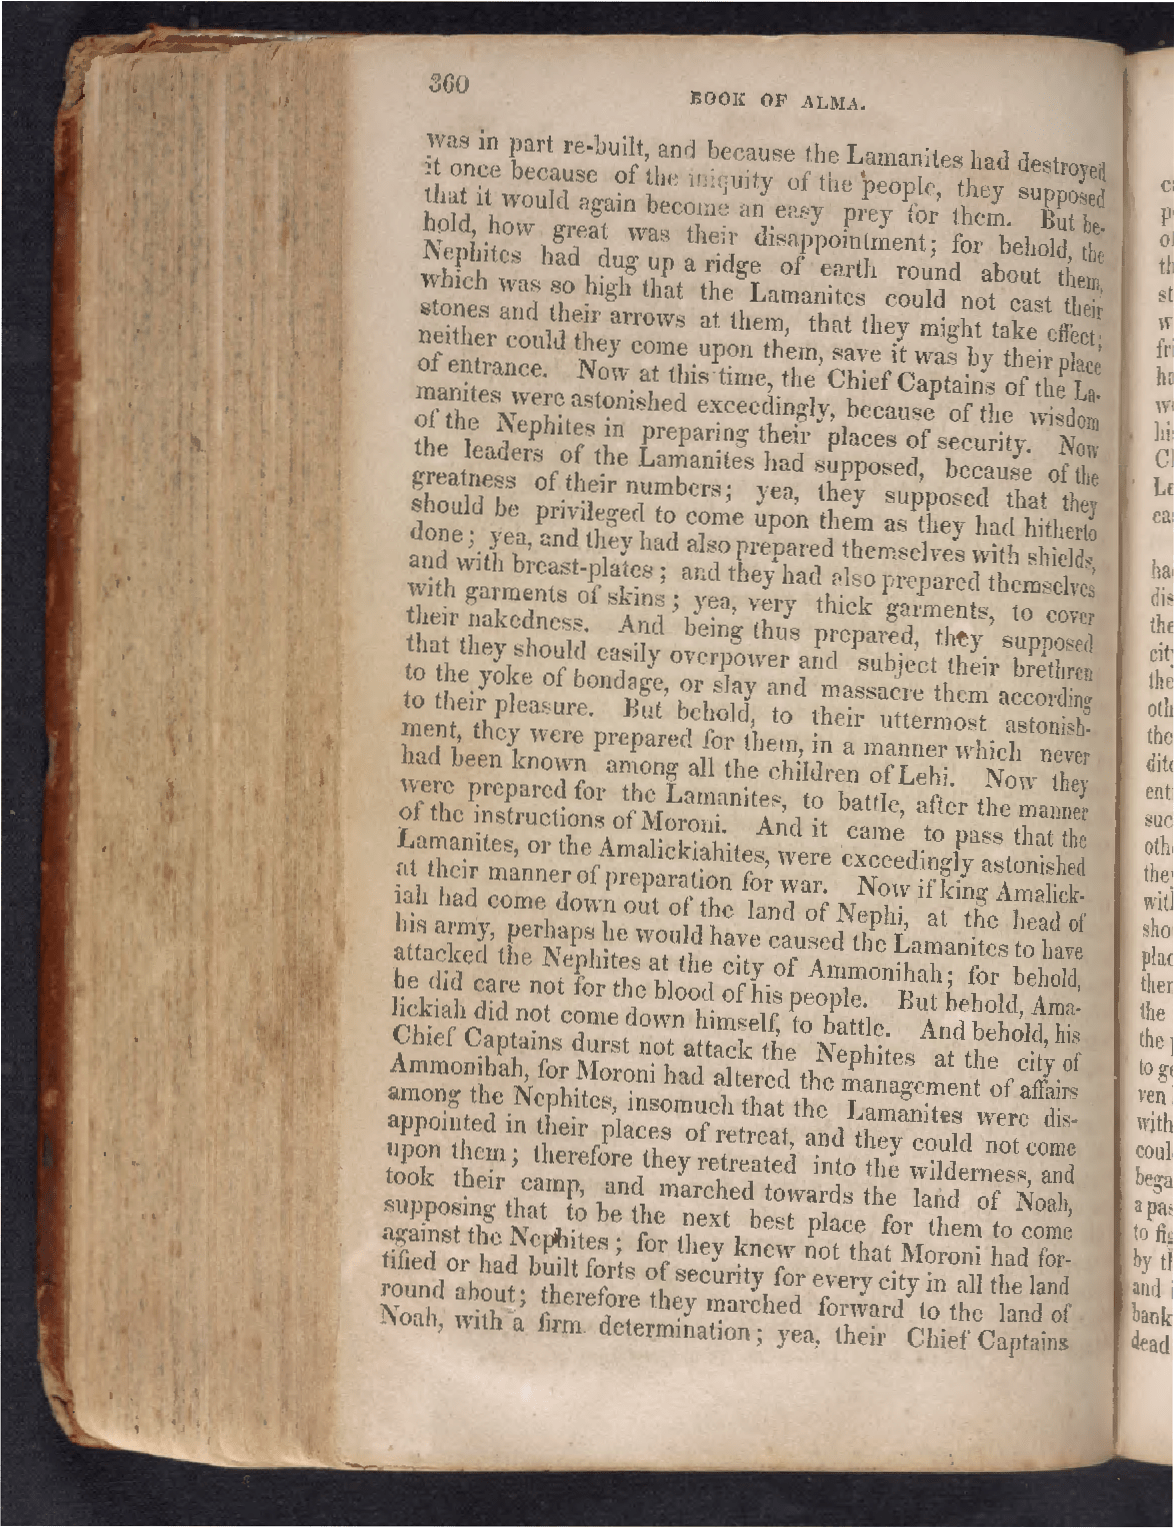 360
BOOK OF ALMA.
was in part re-built, and because the Lamanites had destroyed
it once because of the iniquity of the people, they supposed
that it would again become an easy prey for them. But be-
hold, how great was their disappointment; for behold, the
Nephites had dug up a ridge of earth round about them,
which was so high that the Lamanites could not cast their
stones and their arrows at them, that they might take effect;
neither could they come upon them, save it was by their place
of entrance. Now at this time, the Chief Captains of the La-
manites were astonished exceedingly, because of the wisdom
of the Nephites in preparing their places of security. Now
the leaders of the Lamanites had supposed, because of the
greatness of their numbers; yea, they supposed that they
should be privileged to come upon them as they had hitherto
done; yea, and they had also prepared themselves with shields,
and with breast-plates; and they had also prepared themselves
with garments of skins; yea, very thick garments, to cover
their nakedness. And being thus prepared, they supposed
that they should easily overpower and subject their brethren
to the yoke of bondage, or slay and massacre them according
to their pleasure. But behold, to their uttermost astonish-
ment, they were prepared for them, in a manner which never
had been known among all the children of Lehi. Now they
were prepared for the Lamanites, to battle, after the manner
of the instructions of Moroni. And it came to pass that the
Lamanites, or the Amalickiahites, were exceedingly astonished
at their manner of preparation for war. Now if king Amalick-
iah had come down out of the land of Nephi, at the head of
his army, perhaps he would have caused the Lamanites to have
attacked the Nephites at the city of Ammonihah; for behold,
he did care not for the blood of his people. But behold, Ama-
lickiah did not come down himself, to battle. And behold, his
Chief Captains durst not attack the Nephites at the city of
Ammonihah, for Moroni had altered the management of affairs
among the Nephites, insomuch that the Lamanites were dis-
appointed in their places of retreat, and they could not come
upon them; therefore they retreated into the wilderness, and
took their camp, and marched towards the land of Noah,
supposing that to be the next best place for them to come
against the Nephites; for they knew not that Moroni had for-
tified or had built forts of security for every city in all the land
round about; therefore they marched forward to the land of
Noah, with a firm determination; yea, their Chief Captains